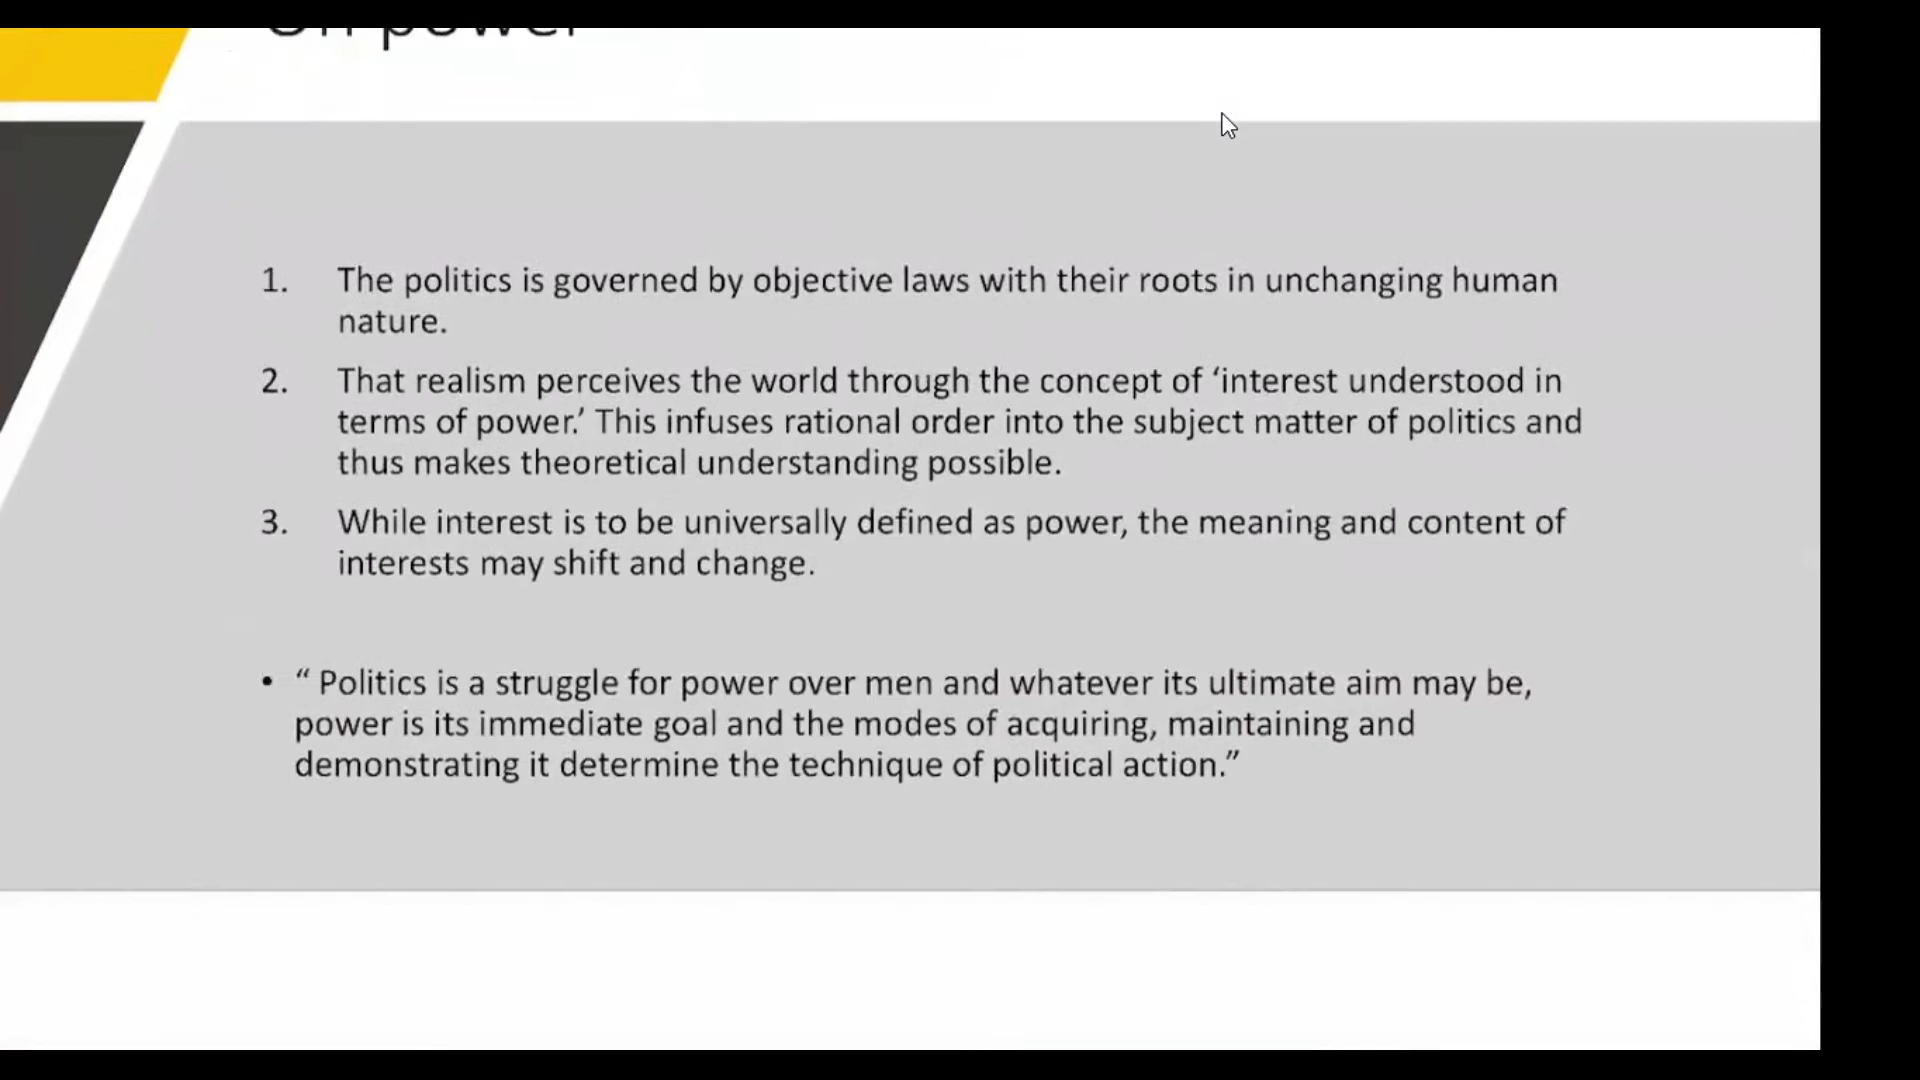 On power
1. The politics is governed by objective laws with their roots in unchanging human
nature.
2. That realism perceives the world through the concept of ‘interest understood in
terms of power.’ This infuses rational order into the subject matter of politics and
thus makes theoretical understanding possible.
3. While interest is to be universally defined as power, the meaning and content of
interests may shift and change.
• “ Politics is a struggle for power over men and whatever its ultimate aim may be,
power is its immediate goal and the modes of acquiring, maintaining and
demonstrating it determine the technique of political action.”